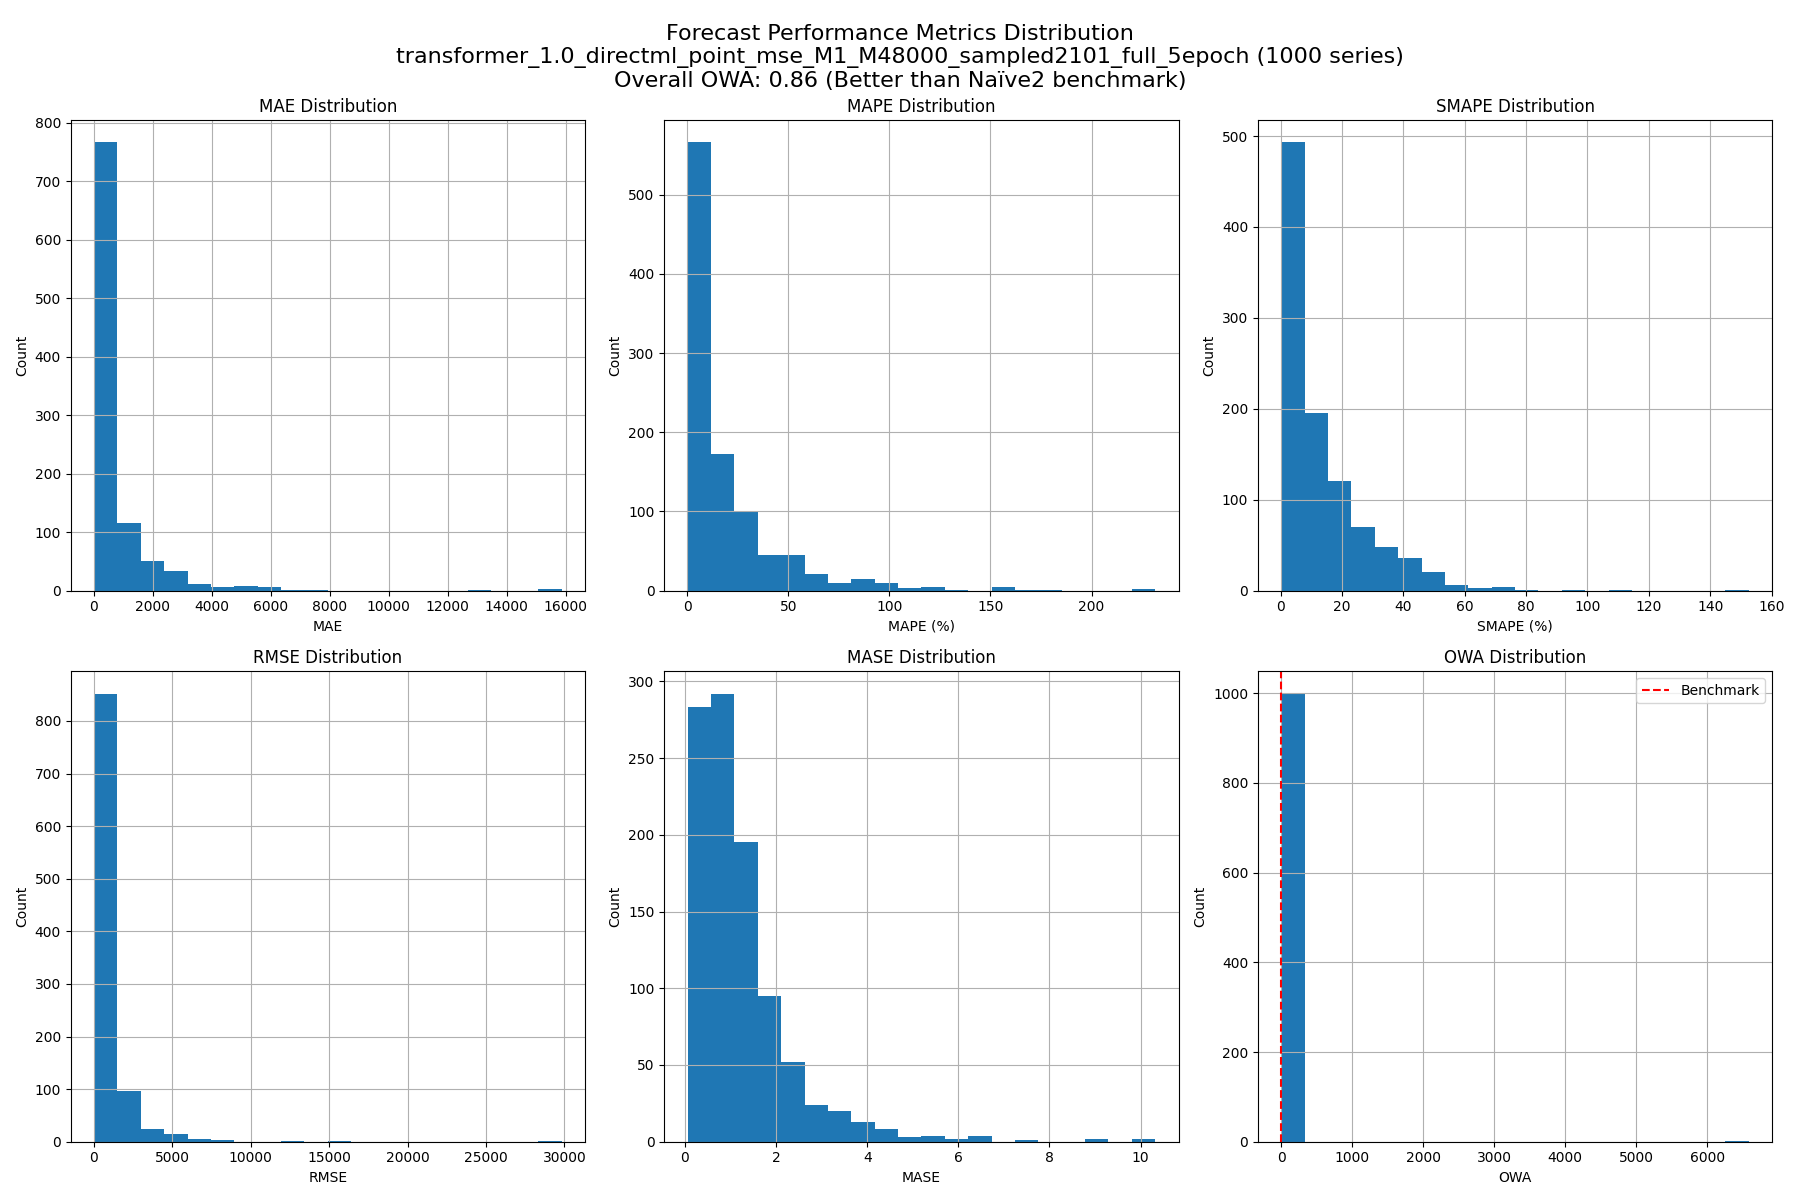 Forecast Performance Metrics Distribution
transformer_1.0_directml_point_mse_M1_M48000_sampled2101_full_5epoch (1000 series)
Overall OWA: 0.86 (Better than Naïve2 benchmark)
MAE Distribution
800
700
600
500
400
300
200
100
0
Count
0 2000 4000 6000 8000 10000 12000 14000 16000
MAE
MAPE Distribution
500
400
300
200
100
0
Count
0 50 100 150 200
MAPE (%)
SMAPE Distribution
500
400
300
200
100
0
Count
0 20 40 60 80 100 120 140 160
SMAPE (%)
RMSE Distribution
800
700
600
500
400
300
200
100
0
Count
0 5000 10000 15000 20000 25000 30000
RMSE
MASE Distribution
300
250
200
150
100
50
0
Count
0 2 4 6 8 10
MASE
OWA Distribution
Benchmark
1000
800
600
400
200
0
Count
0 1000 2000 3000 4000 5000 6000
OWA